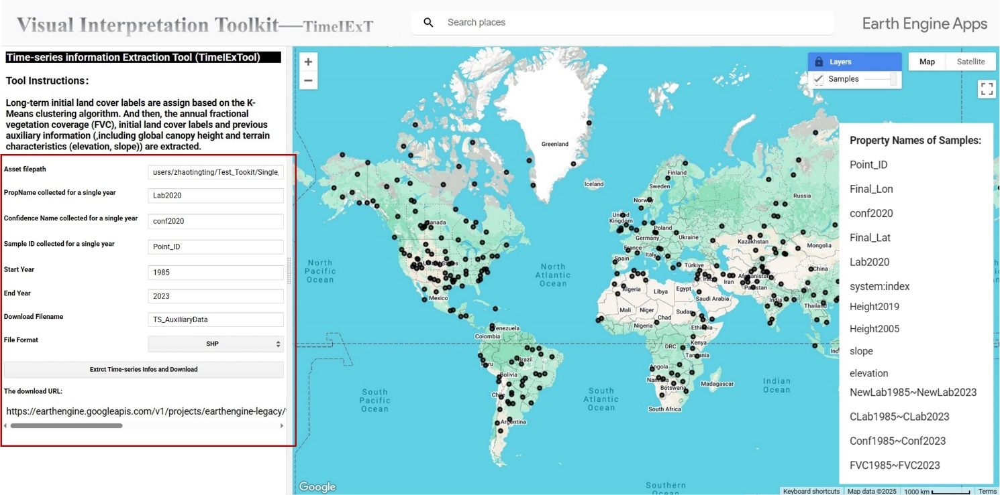 Visual Interpretation Toolkit—TimeIExT
Search places
Earth Engine Apps
Time-series information Extraction Tool (TimeIExTool)
Tool Instructions:
Long-term initial land cover labels are assign based on the K-
Means clustering algorithm. And then, the annual fractional
vegetation coverage (FVC), initial land cover labels and previous
auxiliary information (,including global canopy height and terrain
characteristics (elevation, slope)) are extracted.
Asset filepath
users/zhaotingting/Test_Tookit/Single_
PropName collected for a single year
Lab2020
Confidence Name collected for a single year
conf2020
Sample ID collected for a single year
Point_ID
Start Year
1985
End Year
2023
Download Filename
TS_AuxiliaryData
File Format
SHP
Extrct Time-series Infos and Download
The download URL:
https://earthengine.googleapis.com/v1/projects/earthengine-legacy/
+
−
Layers
Samples
Map
Satellite
Greenland
Iceland
Finland
Sweden
Norway
Russia
United
Kingdom
Poland
Germany
Ukraine
France
Italy
Spain
Türkiye
Kazakhstan
Mongolia
China
Afghanistan
Pakistan
Iraq
Iran
India
Thailand
Canada
United States
North
Pacific
Ocean
North
Atlantic
Ocean
Mexico
Algeria
Libya
Egypt
Saudi Arabia
Mali
Niger
Chad
Sudan
Nigeria
Ethiopia
Venezuela
Colombia
DRC
Kenya
Tanzania
Peru
Brazil
Bolivia
Angola
Namibia
Botswana
Madagascar
South Africa
Chile
Argentina
South
Pacific
Ocean
South
Atlantic
Ocean
Indian
Ocean
Southern
Ocean
Property Names of Samples:
Point_ID
Final_Lon
conf2020
Final_Lat
Lab2020
system:index
Height2019
Height2005
slope
elevation
NewLab1985~NewLab2023
CLab1985~CLab2023
Conf1985~Conf2023
FVC1985~FVC2023
Google
Keyboard shortcuts
Map data ©2025
1000 km
Terms